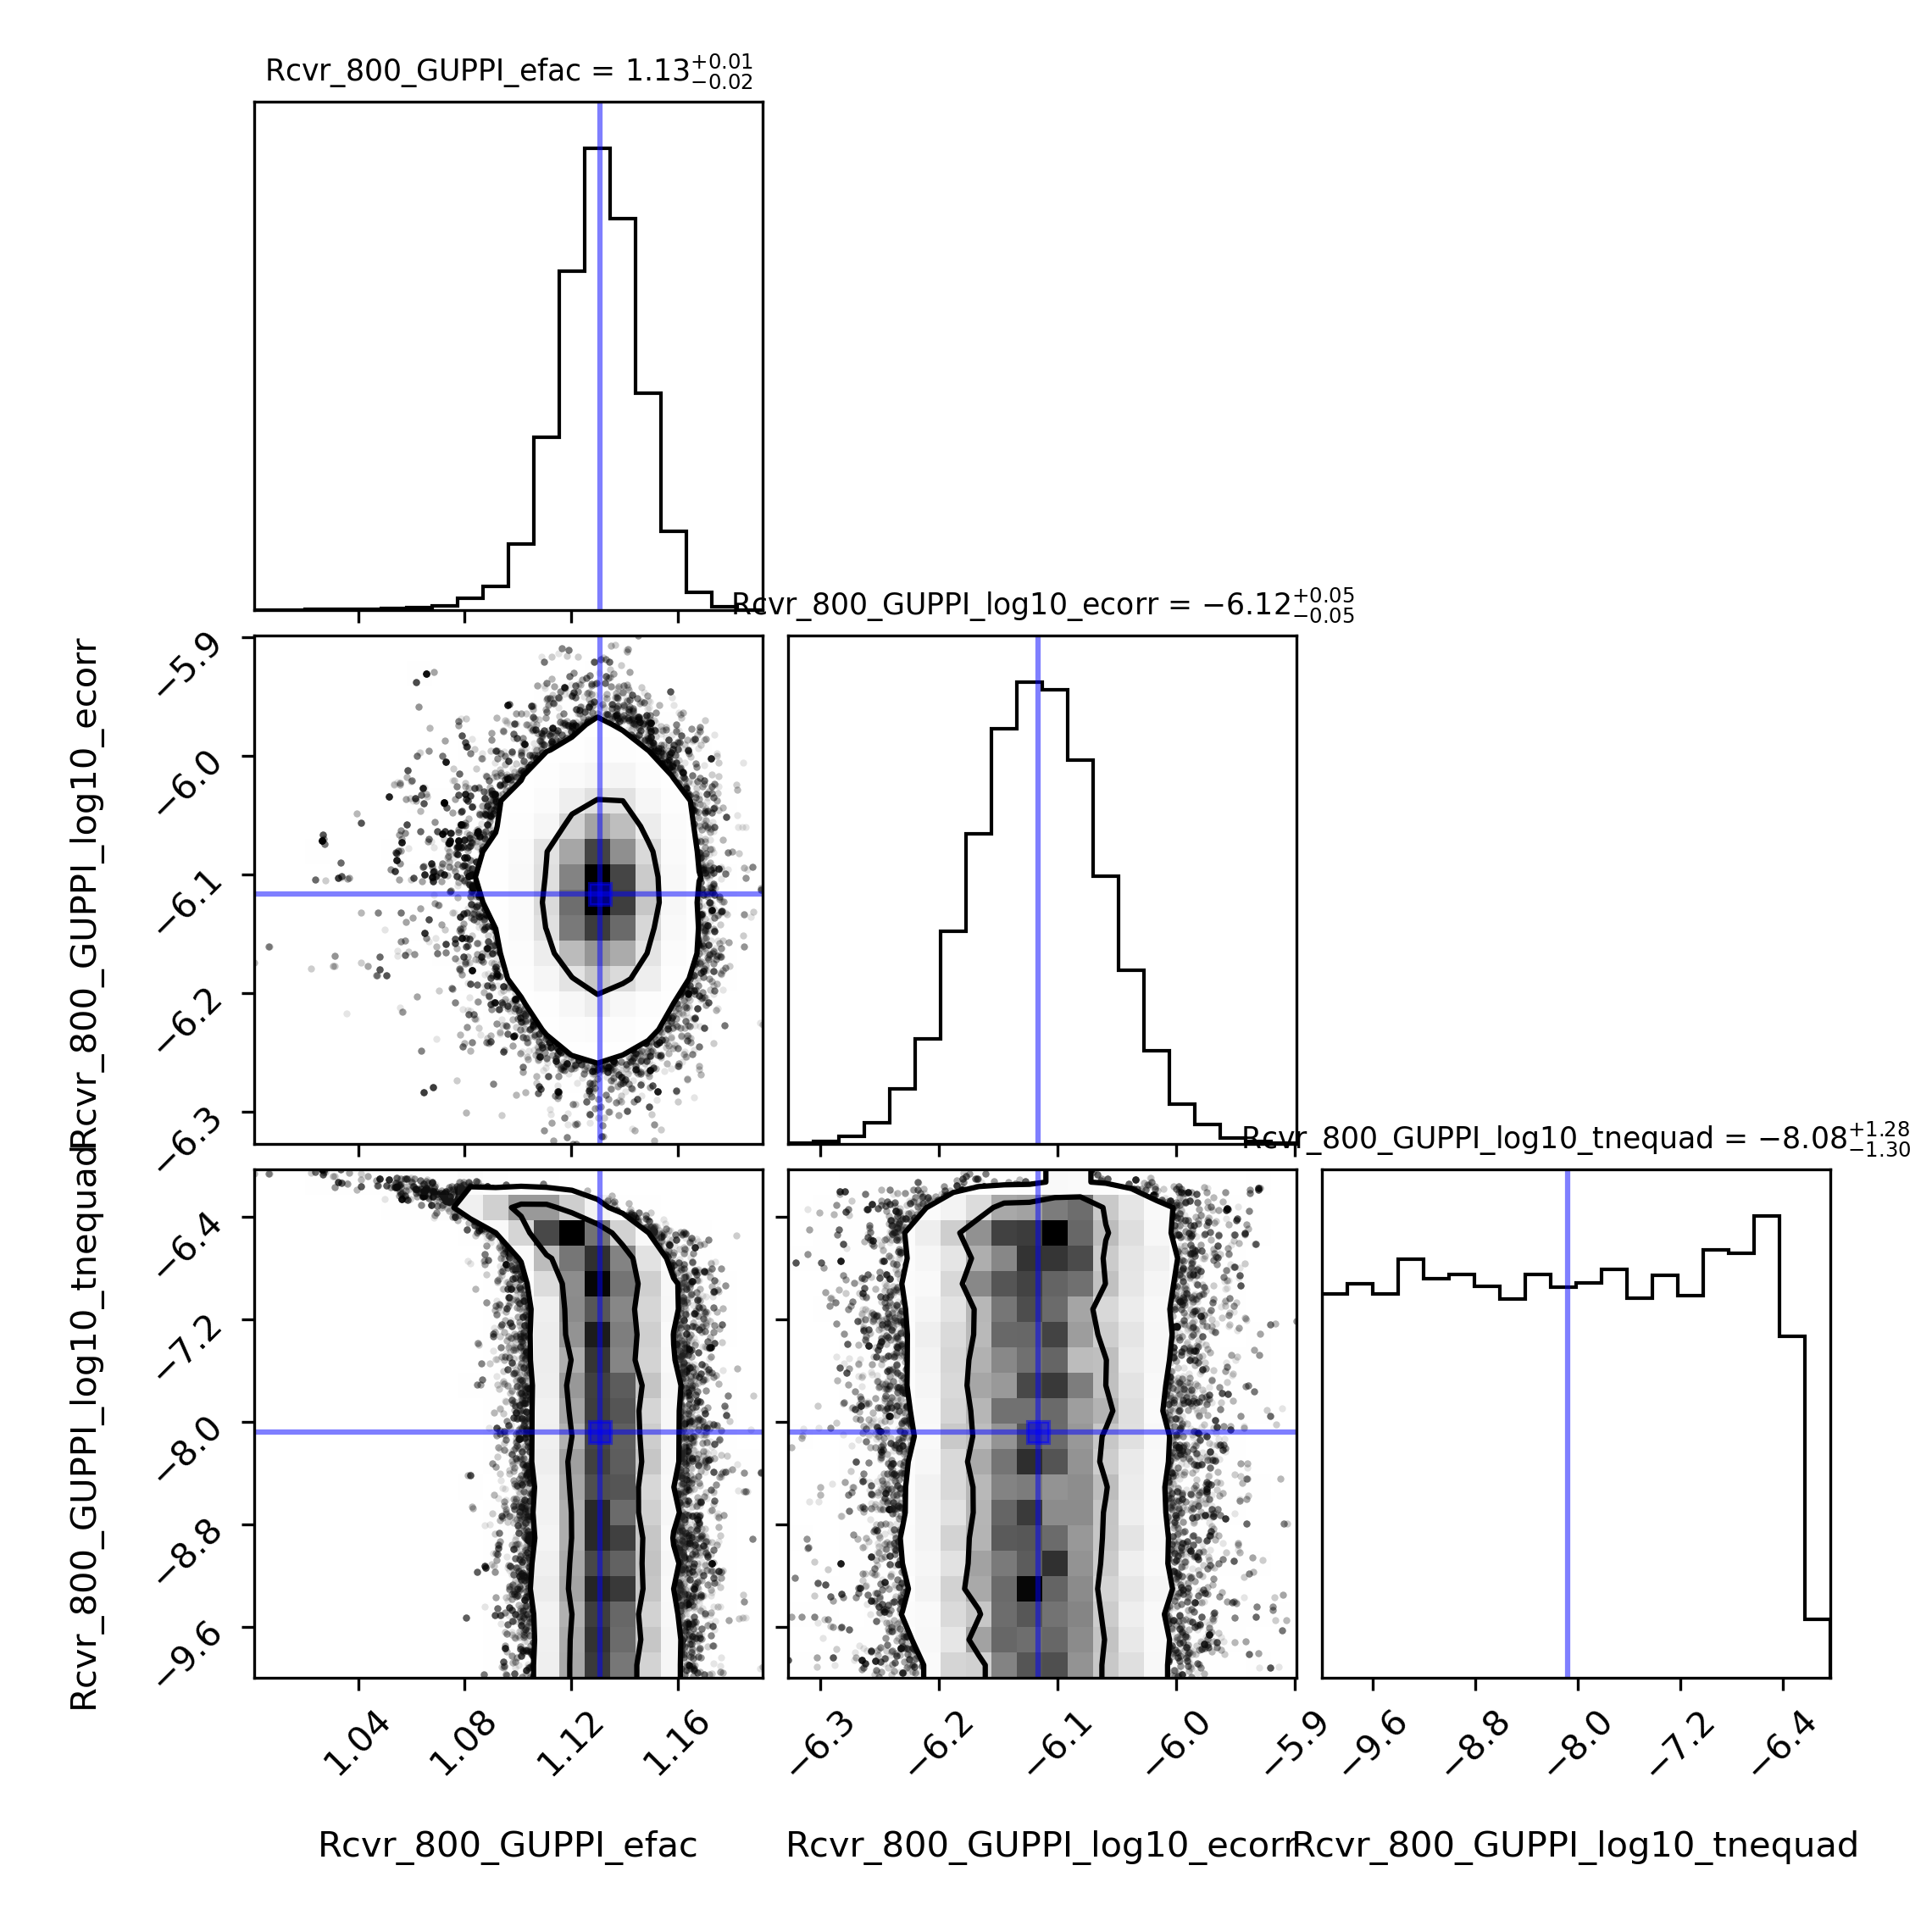 Rcvr_800_GUPPI_efac = 1.13+0.01−0.02
Rcvr_800_GUPPI_log10_ecorr = −6.12+0.05−0.05
Rcvr_800_GUPPI_log10_ecorr
−5.9
−6.0
−6.1
−6.2
−6.3
Rcvr_800_GUPPI_log10_tnequad = −8.08+1.28−1.30
Rcvr_800_GUPPI_log10_tnequad
−6.4
−7.2
−8.0
−8.8
−9.6
1.04 1.08 1.12 1.16
−6.3 −6.2 −6.1 −6.0 −5.9
−9.6 −8.8 −8.0 −7.2 −6.4
Rcvr_800_GUPPI_efac
Rcvr_800_GUPPI_log10_ecorr
Rcvr_800_GUPPI_log10_tnequad